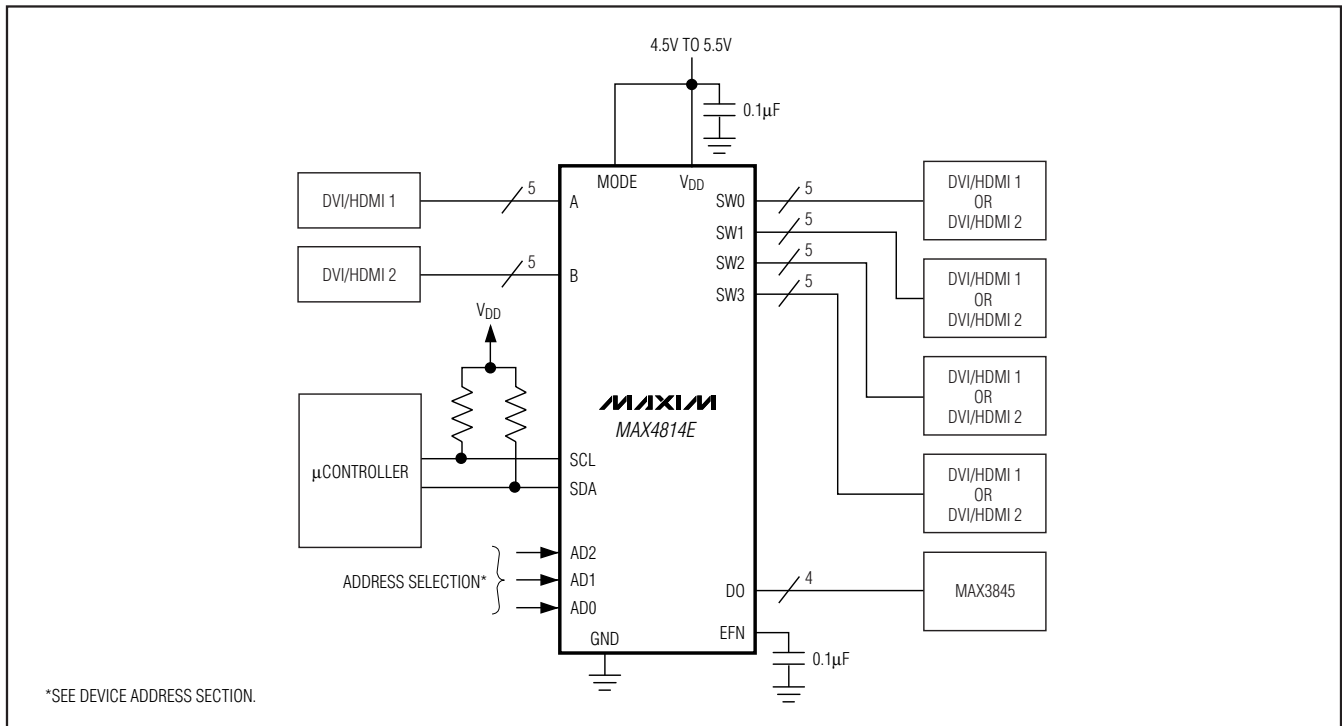 4.5V TO 5.5V
0.1µF
MODE
VDD
DVI/HDMI 1
5
A
DVI/HDMI 2
5
B
SW0
5
SW1
5
SW2
5
SW3
5
DVI/HDMI 1
OR
DVI/HDMI 2
DVI/HDMI 1
OR
DVI/HDMI 2
DVI/HDMI 1
OR
DVI/HDMI 2
DVI/HDMI 1
OR
DVI/HDMI 2
VDD
MAXIM
MAX4814E
µCONTROLLER
SCL
SDA
ADDRESS SELECTION*
AD2
AD1
AD0
GND
DO
4
MAX3845
EFN
0.1µF
*SEE DEVICE ADDRESS SECTION.